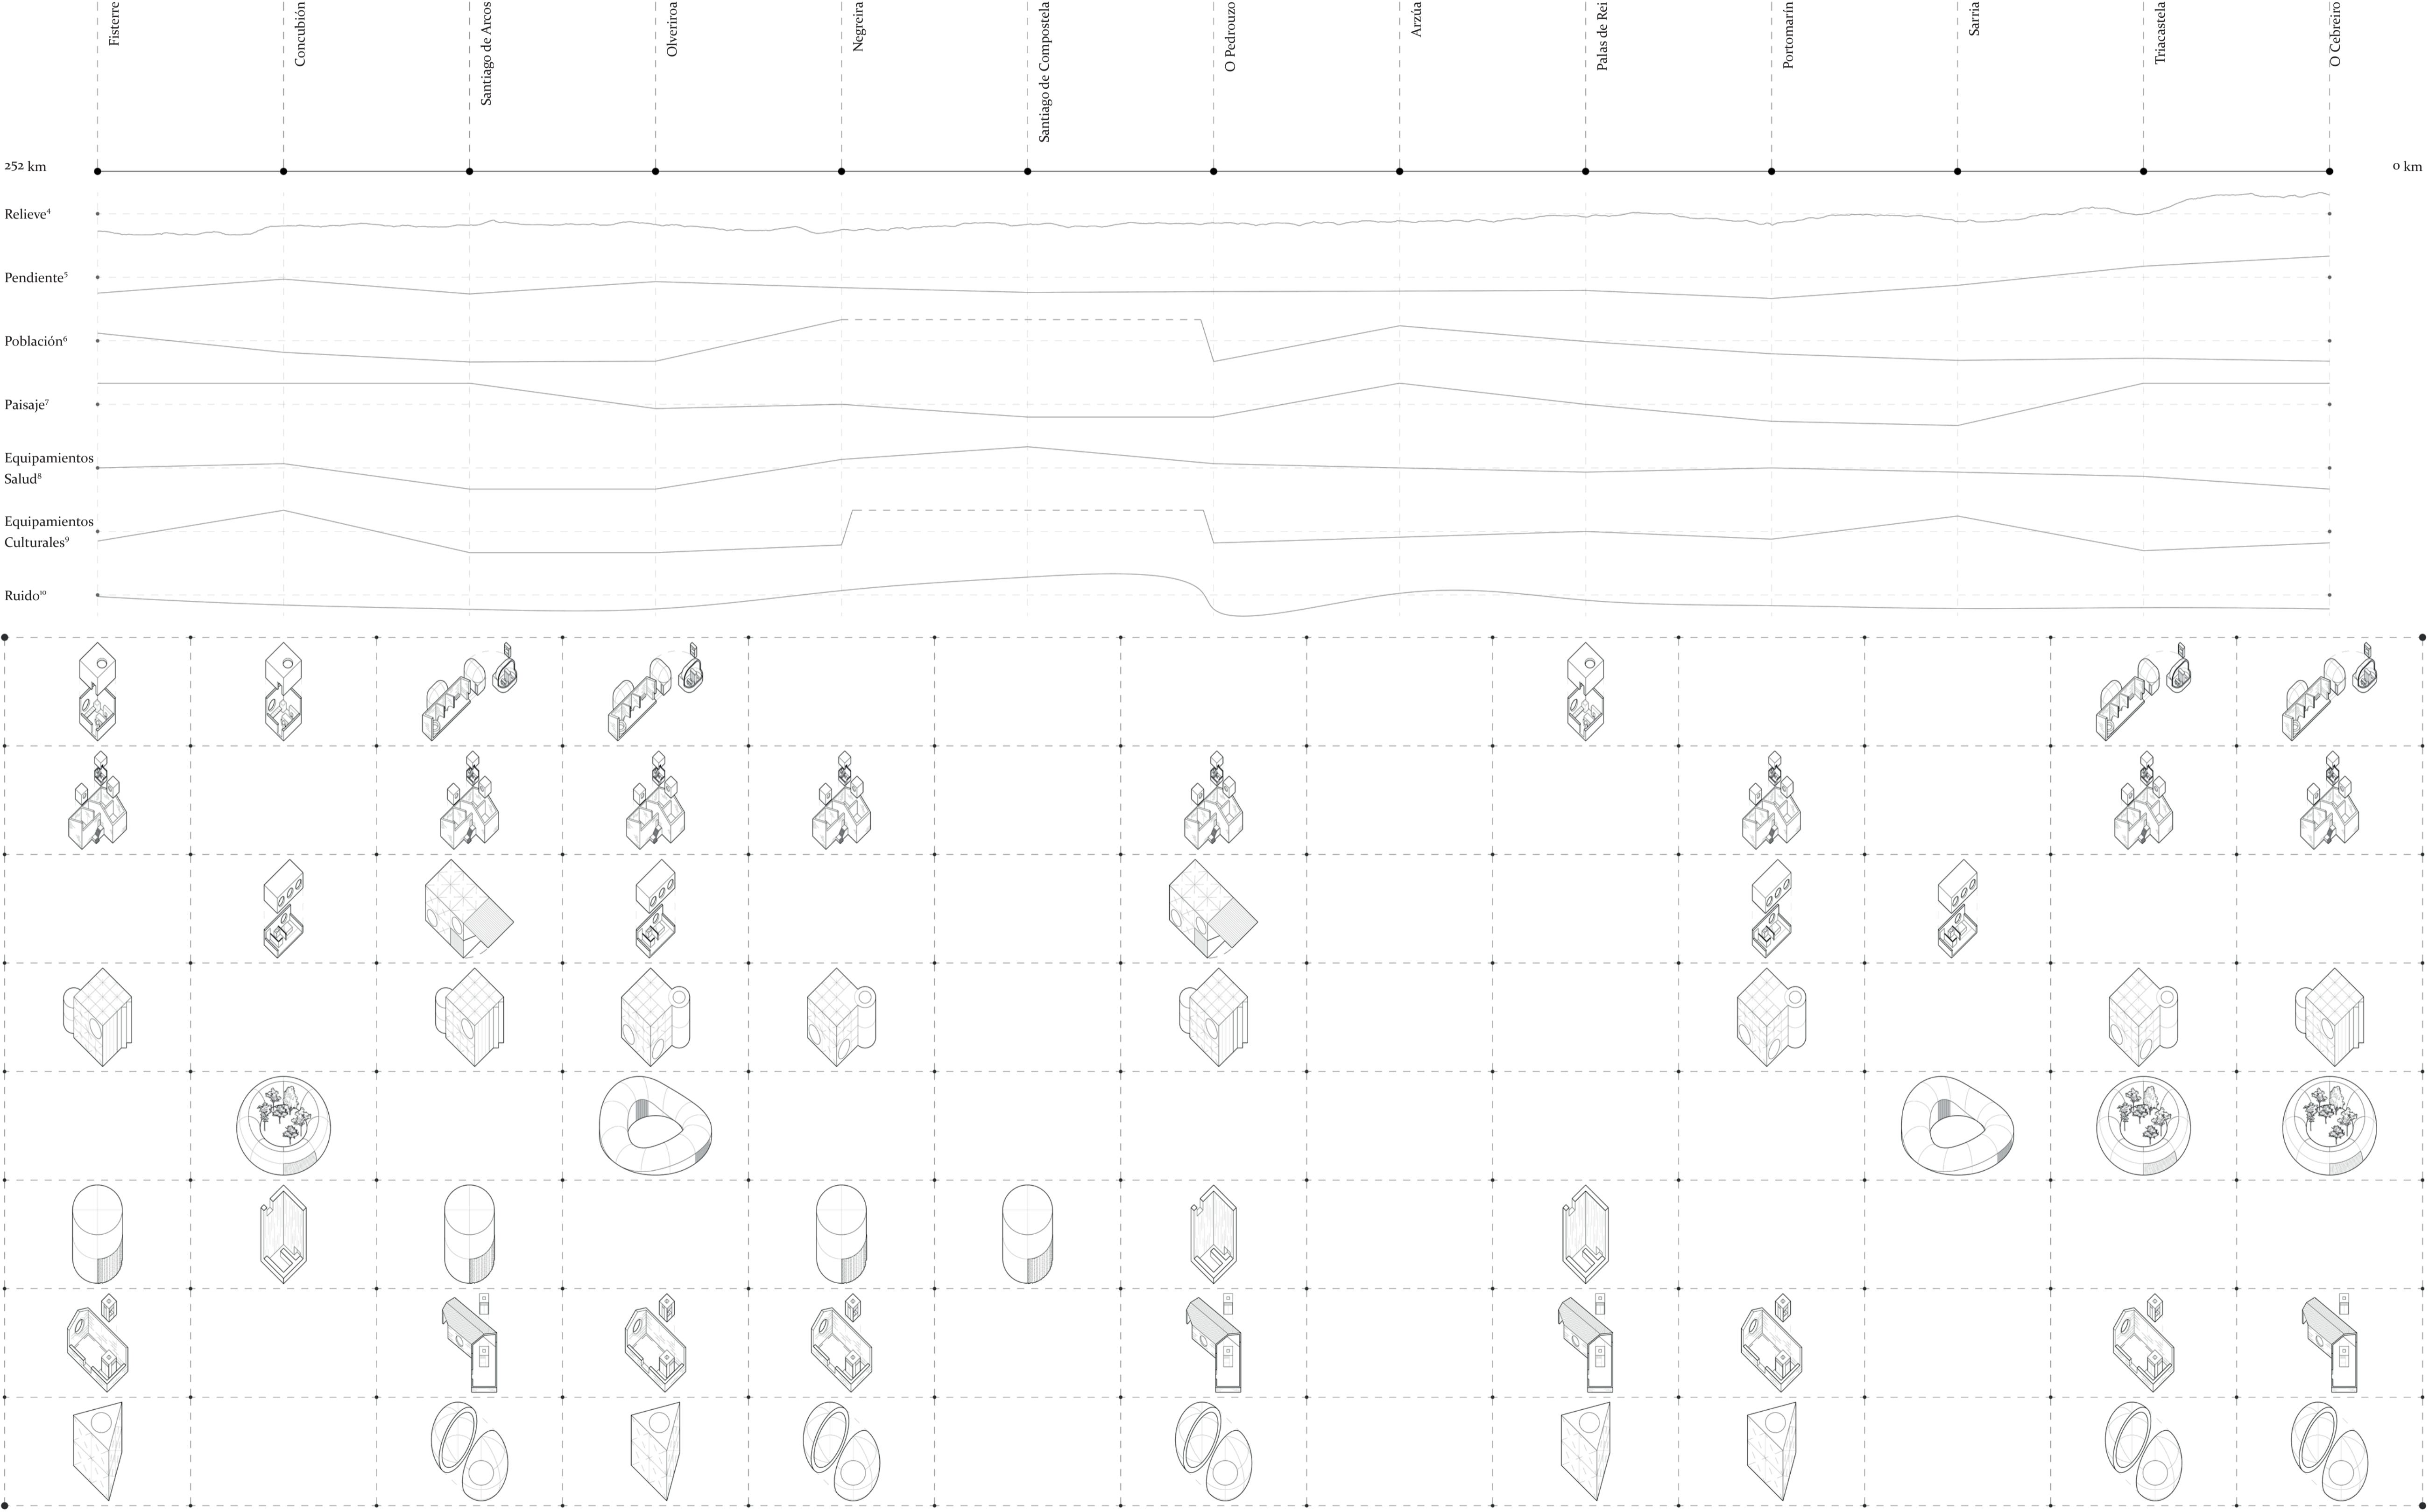 Fisterre
Concubión
Santiago de Arcos
Olveriroa
Negreira
Santiago de Compostela
O Pedrouzo
Arzúa
Palas de Rei
Portomarín
Sarria
Triacastela
O Cebreiro
252 km
0 km
Relieve⁴
Pendiente⁵
Población⁶
Paisaje⁷
Equipamientos
Salud⁸
Equipamientos
Culturales⁹
Ruido¹⁰